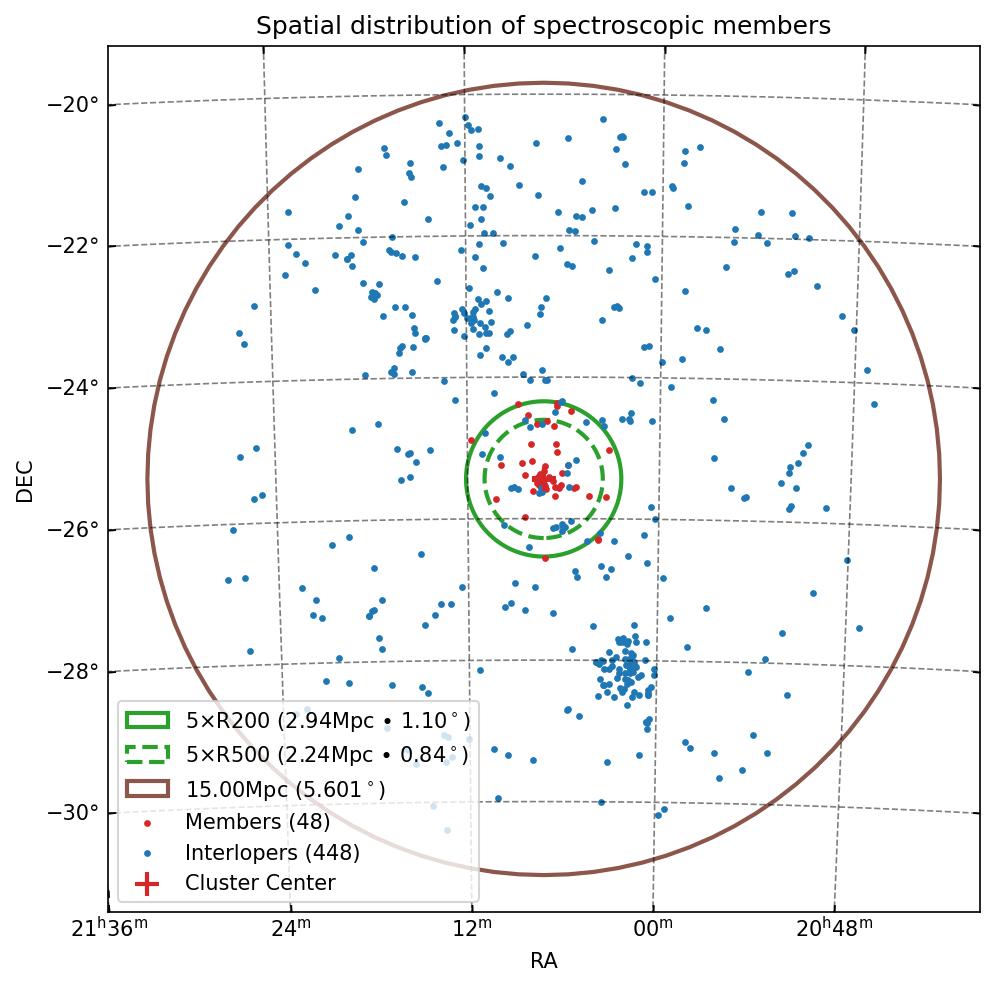 Spatial distribution of spectroscopic members
−20°
−22°
−24°
−26°
−28°
−30°
DEC
5×R200 (2.94Mpc • 1.10°)
5×R500 (2.24Mpc • 0.84°)
15.00Mpc (5.601°)
Members (48)
Interlopers (448)
Cluster Center
21ʰ36ᵐ 24ᵐ 12ᵐ 00ᵐ 20ʰ48ᵐ
RA